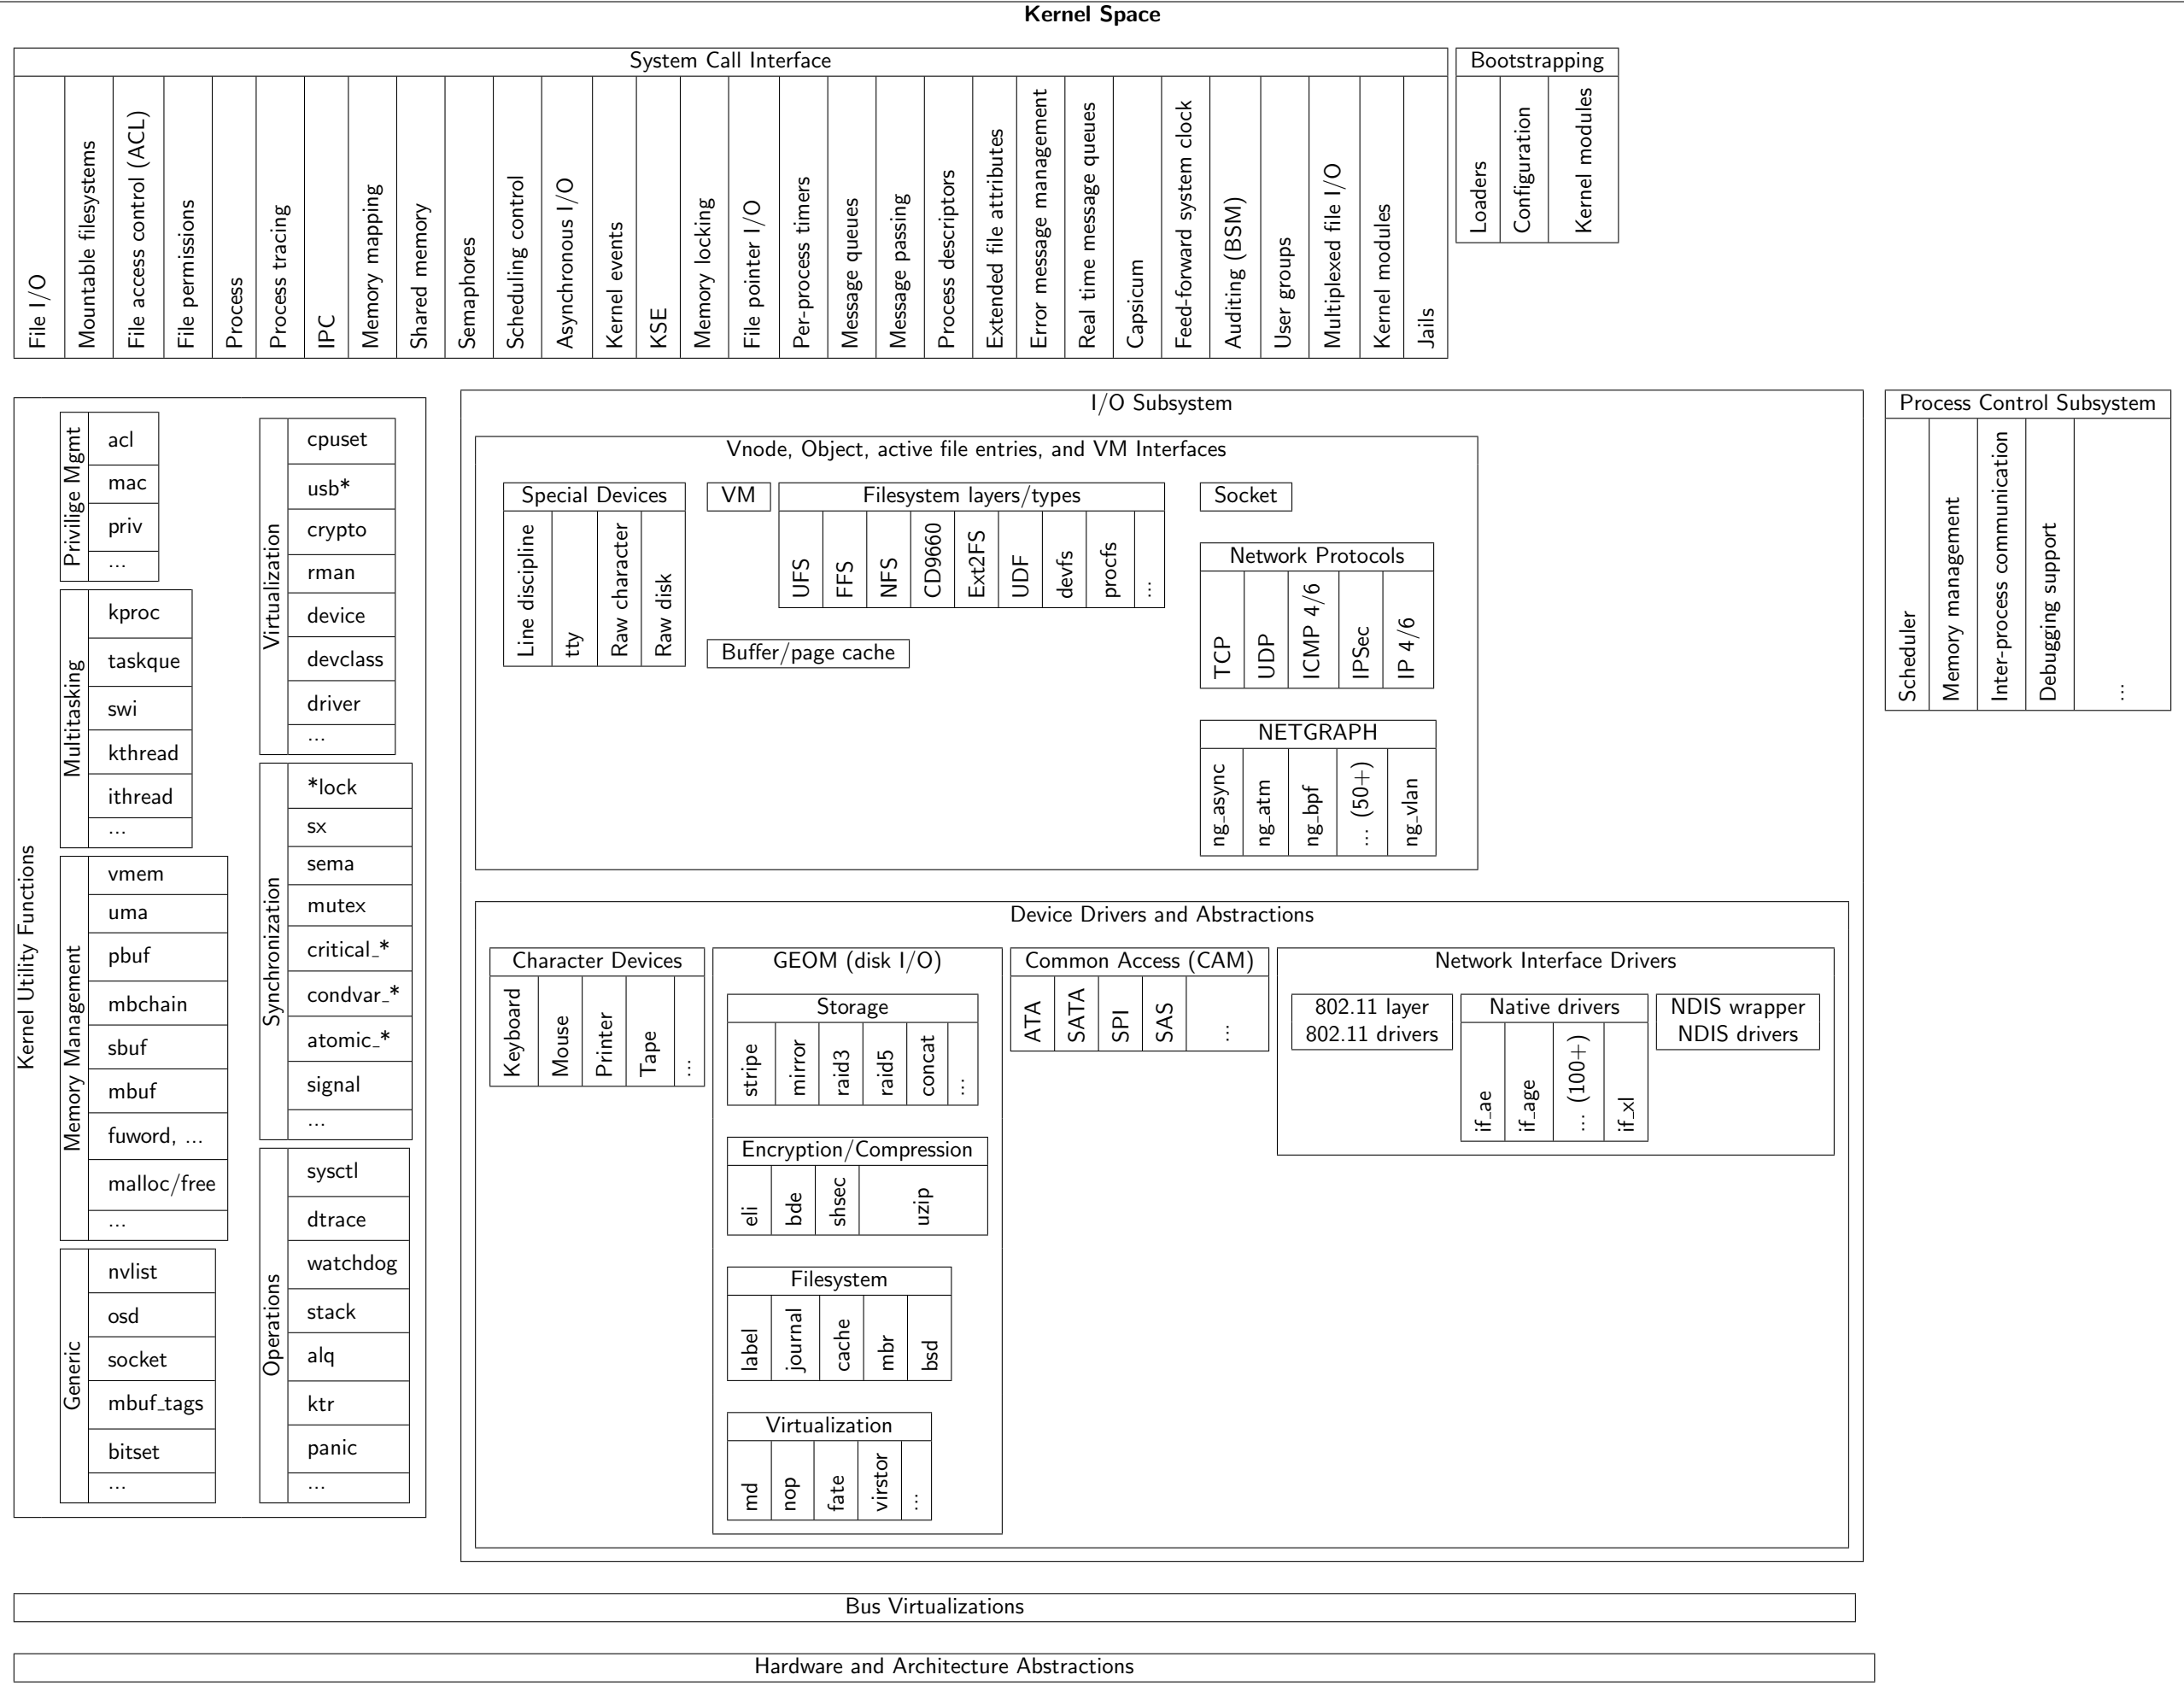 Kernel Space
System Call Interface
File I/O
Mountable filesystems
File access control (ACL)
File permissions
Process
Process tracing
IPC
Memory mapping
Shared memory
Semaphores
Scheduling control
Asynchronous I/O
Kernel events
KSE
Memory locking
File pointer I/O
Per-process timers
Message queues
Message passing
Process descriptors
Extended file attributes
Error message management
Real time message queues
Capsicum
Feed-forward system clock
Auditing (BSM)
User groups
Multiplexed file I/O
Kernel modules
Jails
Bootstrapping
Loaders
Configuration
Kernel modules
Kernel Utility Functions
Privilige Mgmt
acl
mac
priv
...
Multitasking
kproc
taskque
swi
kthread
ithread
...
Memory Management
vmem
uma
pbuf
mbchain
sbuf
mbuf
fuword, ...
malloc/free
...
Generic
nvlist
osd
socket
mbuf_tags
bitset
...
Virtualization
cpuset
usb*
crypto
rman
device
devclass
driver
...
Synchronization
*lock
sx
sema
mutex
critical_*
condvar_*
atomic_*
signal
...
Operations
sysctl
dtrace
watchdog
stack
alq
ktr
panic
...
I/O Subsystem
Vnode, Object, active file entries, and VM Interfaces
Special Devices
Line discipline
tty
Raw character
Raw disk
VM
Filesystem layers/types
UFS
FFS
NFS
CD9660
Ext2FS
UDF
devfs
procfs
...
Buffer/page cache
Socket
Network Protocols
TCP
UDP
ICMP 4/6
IPSec
IP 4/6
NETGRAPH
ng_async
ng_atm
ng_bpf
... (50+)
ng_vlan
Device Drivers and Abstractions
Character Devices
Keyboard
Mouse
Printer
Tape
...
GEOM (disk I/O)
Storage
stripe
mirror
raid3
raid5
concat
...
Encryption/Compression
eli
bde
shsec
uzip
Filesystem
label
journal
cache
mbr
bsd
Virtualization
md
nop
fate
virstor
...
Common Access (CAM)
ATA
SATA
SPI
SAS
...
Network Interface Drivers
802.11 layer
802.11 drivers
Native drivers
if_ae
if_age
... (100+)
if_xl
NDIS wrapper
NDIS drivers
Process Control Subsystem
Scheduler
Memory management
Inter-process communication
Debugging support
...
Bus Virtualizations
Hardware and Architecture Abstractions